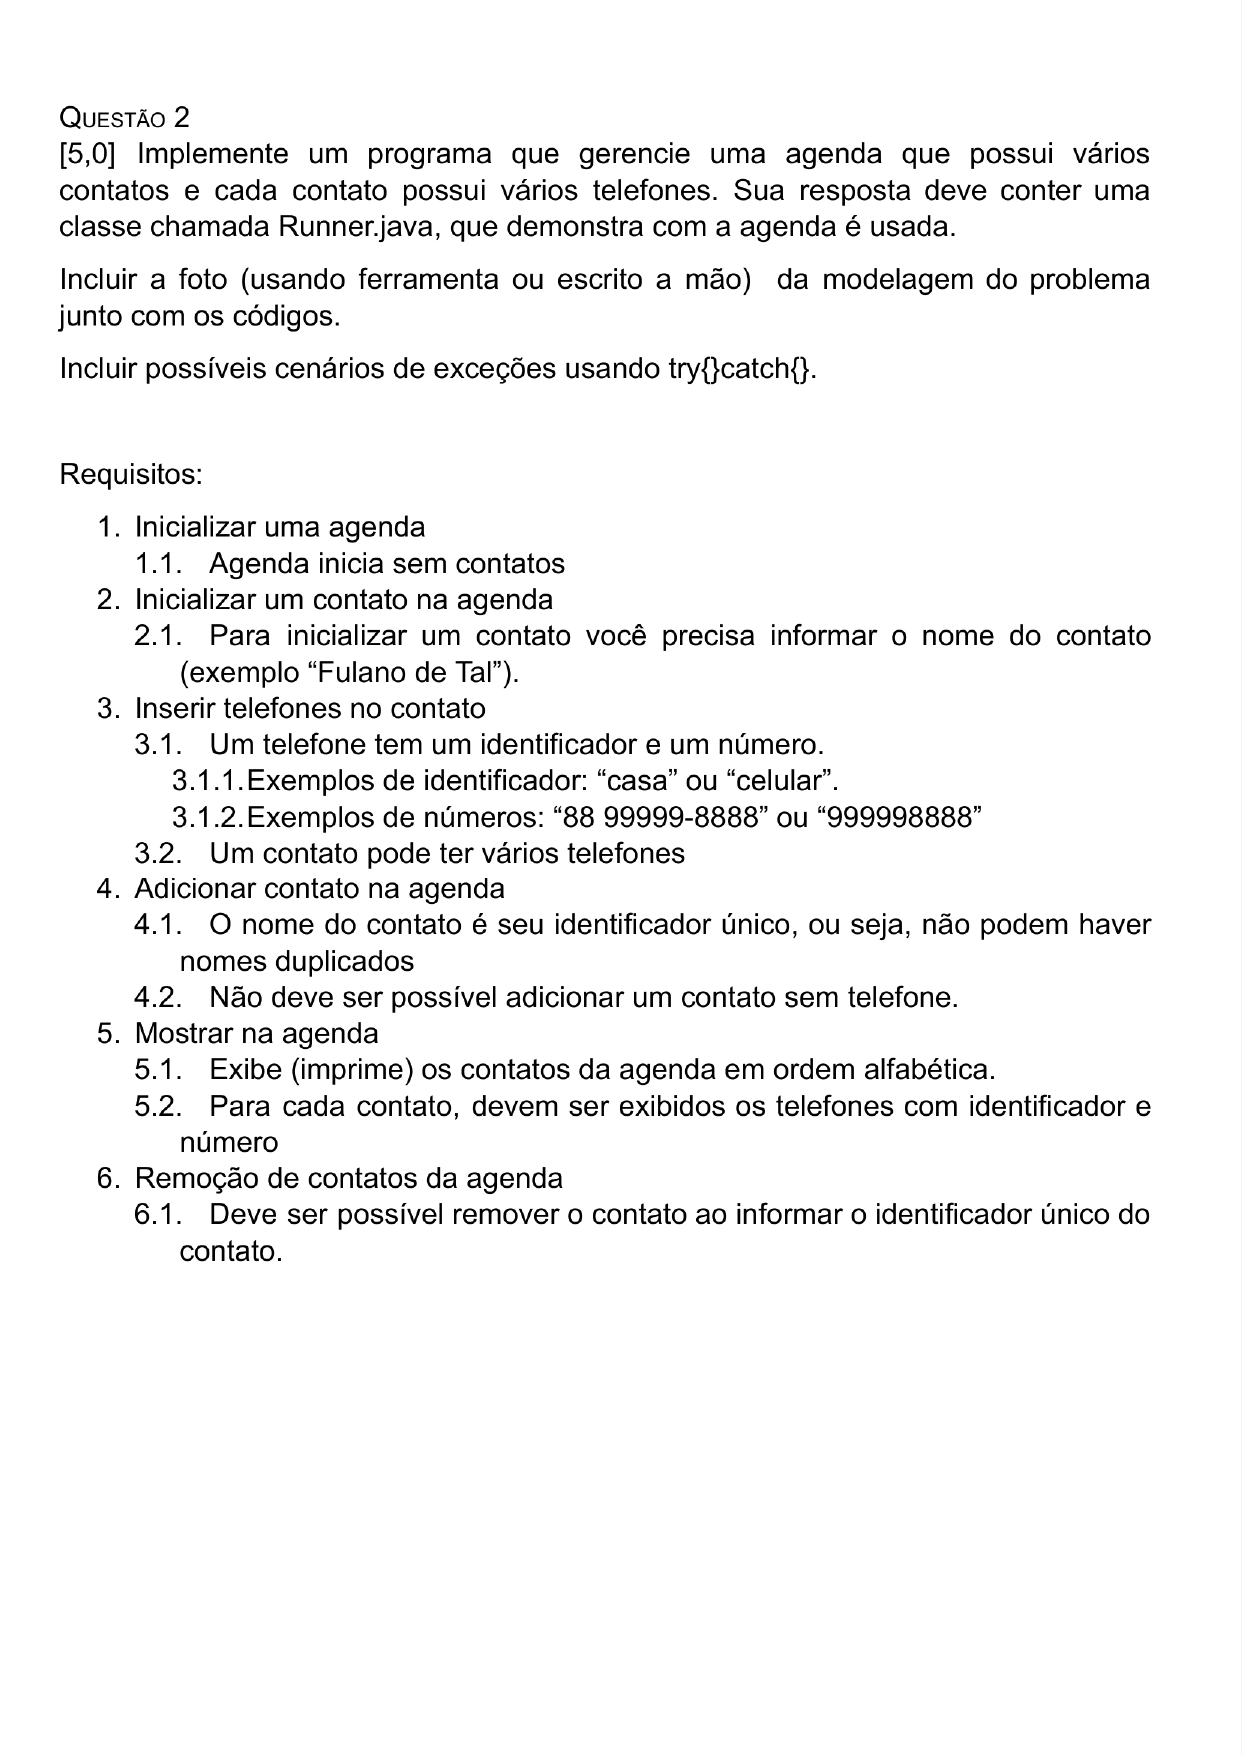 QUESTÃO 2
[5,0] Implemente um programa que gerencie uma agenda que possui vários
contatos e cada contato possui vários telefones. Sua resposta deve conter uma
classe chamada Runner.java, que demonstra com a agenda é usada.
Incluir a foto (usando ferramenta ou escrito a mão) da modelagem do problema
junto com os códigos.
Incluir possíveis cenários de exceções usando try{}catch{}.
Requisitos:
1. Inicializar uma agenda
1.1. Agenda inicia sem contatos
2. Inicializar um contato na agenda
2.1. Para inicializar um contato você precisa informar o nome do contato
(exemplo “Fulano de Tal”).
3. Inserir telefones no contato
3.1. Um telefone tem um identificador e um número.
3.1.1. Exemplos de identificador: “casa” ou “celular”.
3.1.2. Exemplos de números: “88 99999-8888” ou “999998888”
3.2. Um contato pode ter vários telefones
4. Adicionar contato na agenda
4.1. O nome do contato é seu identificador único, ou seja, não podem haver
nomes duplicados
4.2. Não deve ser possível adicionar um contato sem telefone.
5. Mostrar na agenda
5.1. Exibe (imprime) os contatos da agenda em ordem alfabética.
5.2. Para cada contato, devem ser exibidos os telefones com identificador e
número
6. Remoção de contatos da agenda
6.1. Deve ser possível remover o contato ao informar o identificador único do
contato.